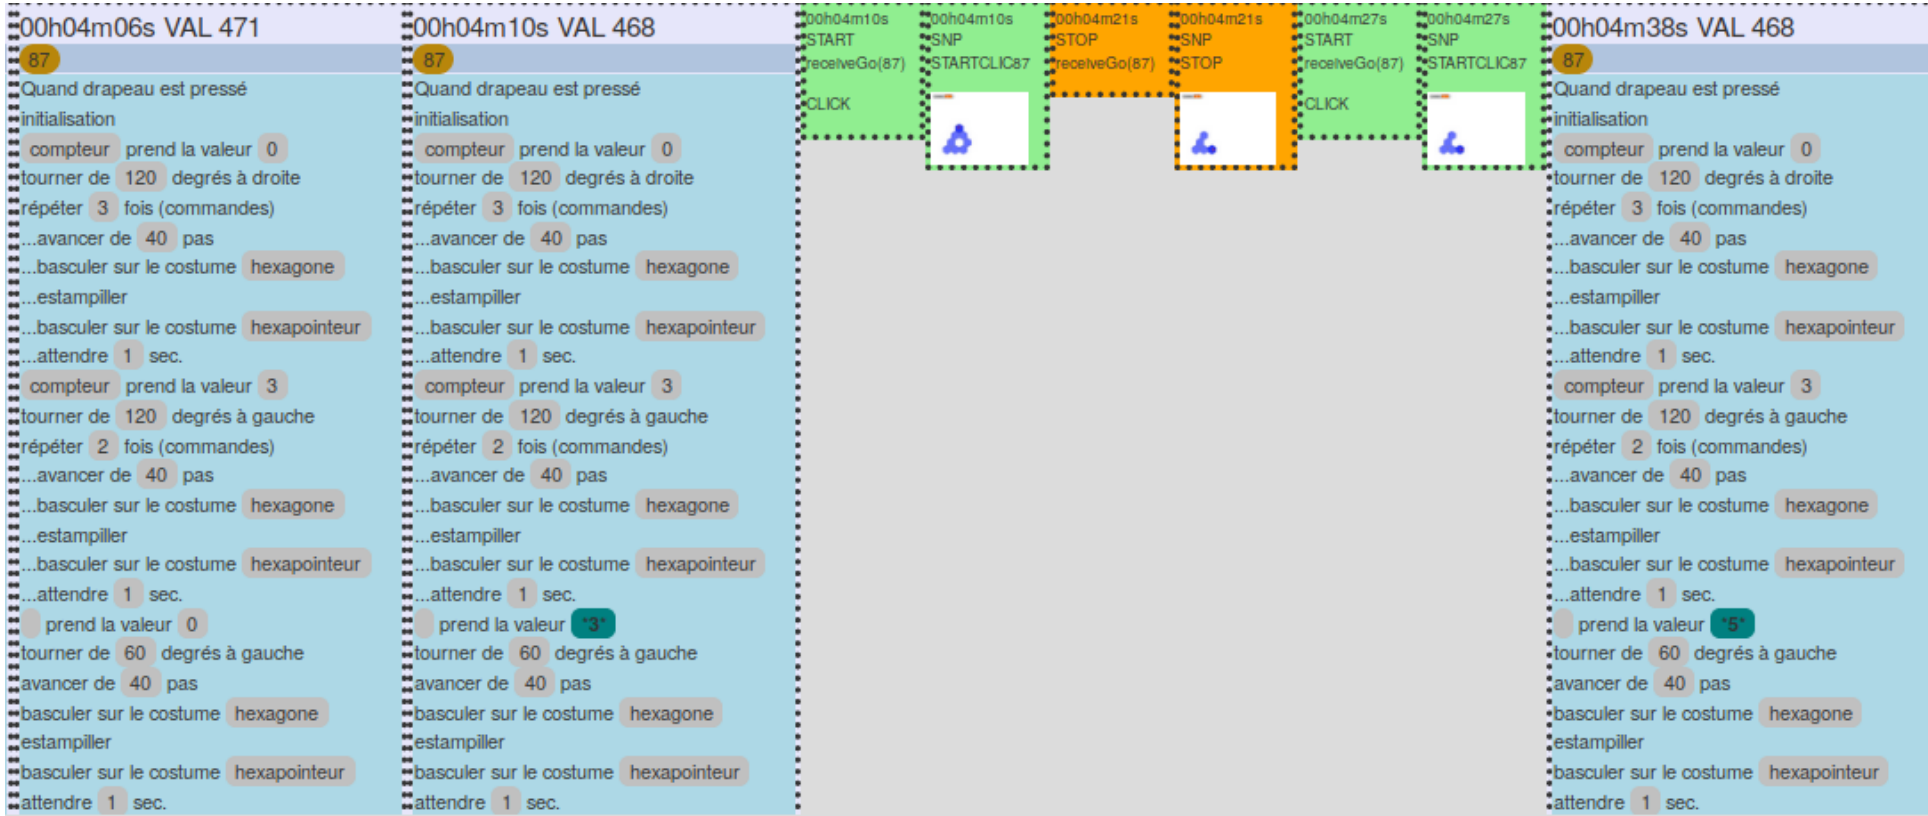 00h04m06s VAL 471
87
Quand drapeau est pressé
initialisation
compteur prend la valeur 0
tourner de 120 degrés à droite
répéter 3 fois (commandes)
...avancer de 40 pas
...basculer sur le costume hexagone
...estampiller
...basculer sur le costume hexapointeur
...attendre 1 sec.
compteur prend la valeur 3
tourner de 120 degrés à gauche
répéter 2 fois (commandes)
...avancer de 40 pas
...basculer sur le costume hexagone
...estampiller
...basculer sur le costume hexapointeur
...attendre 1 sec.
prend la valeur 0
tourner de 60 degrés à gauche
avancer de 40 pas
basculer sur le costume hexagone
estampiller
basculer sur le costume hexapointeur
attendre 1 sec.
00h04m10s VAL 468
87
Quand drapeau est pressé
initialisation
compteur prend la valeur 0
tourner de 120 degrés à droite
répéter 3 fois (commandes)
...avancer de 40 pas
...basculer sur le costume hexagone
...estampiller
...basculer sur le costume hexapointeur
...attendre 1 sec.
compteur prend la valeur 3
tourner de 120 degrés à gauche
répéter 2 fois (commandes)
...avancer de 40 pas
...basculer sur le costume hexagone
...estampiller
...basculer sur le costume hexapointeur
...attendre 1 sec.
prend la valeur *3*
tourner de 60 degrés à gauche
avancer de 40 pas
basculer sur le costume hexagone
estampiller
basculer sur le costume hexapointeur
attendre 1 sec.
00h04m10s
START
receiveGo(87)
CLICK
00h04m10s
SNP
STARTCLIC87
00h04m21s
STOP
receiveGo(87)
00h04m21s
SNP
STOP
00h04m27s
START
receiveGo(87)
CLICK
00h04m27s
SNP
STARTCLIC87
00h04m38s VAL 468
87
Quand drapeau est pressé
initialisation
compteur prend la valeur 0
tourner de 120 degrés à droite
répéter 3 fois (commandes)
...avancer de 40 pas
...basculer sur le costume hexagone
...estampiller
...basculer sur le costume hexapointeur
...attendre 1 sec.
compteur prend la valeur 3
tourner de 120 degrés à gauche
répéter 2 fois (commandes)
...avancer de 40 pas
...basculer sur le costume hexagone
...estampiller
...basculer sur le costume hexapointeur
...attendre 1 sec.
prend la valeur *5*
tourner de 60 degrés à gauche
avancer de 40 pas
basculer sur le costume hexagone
estampiller
basculer sur le costume hexapointeur
attendre 1 sec.